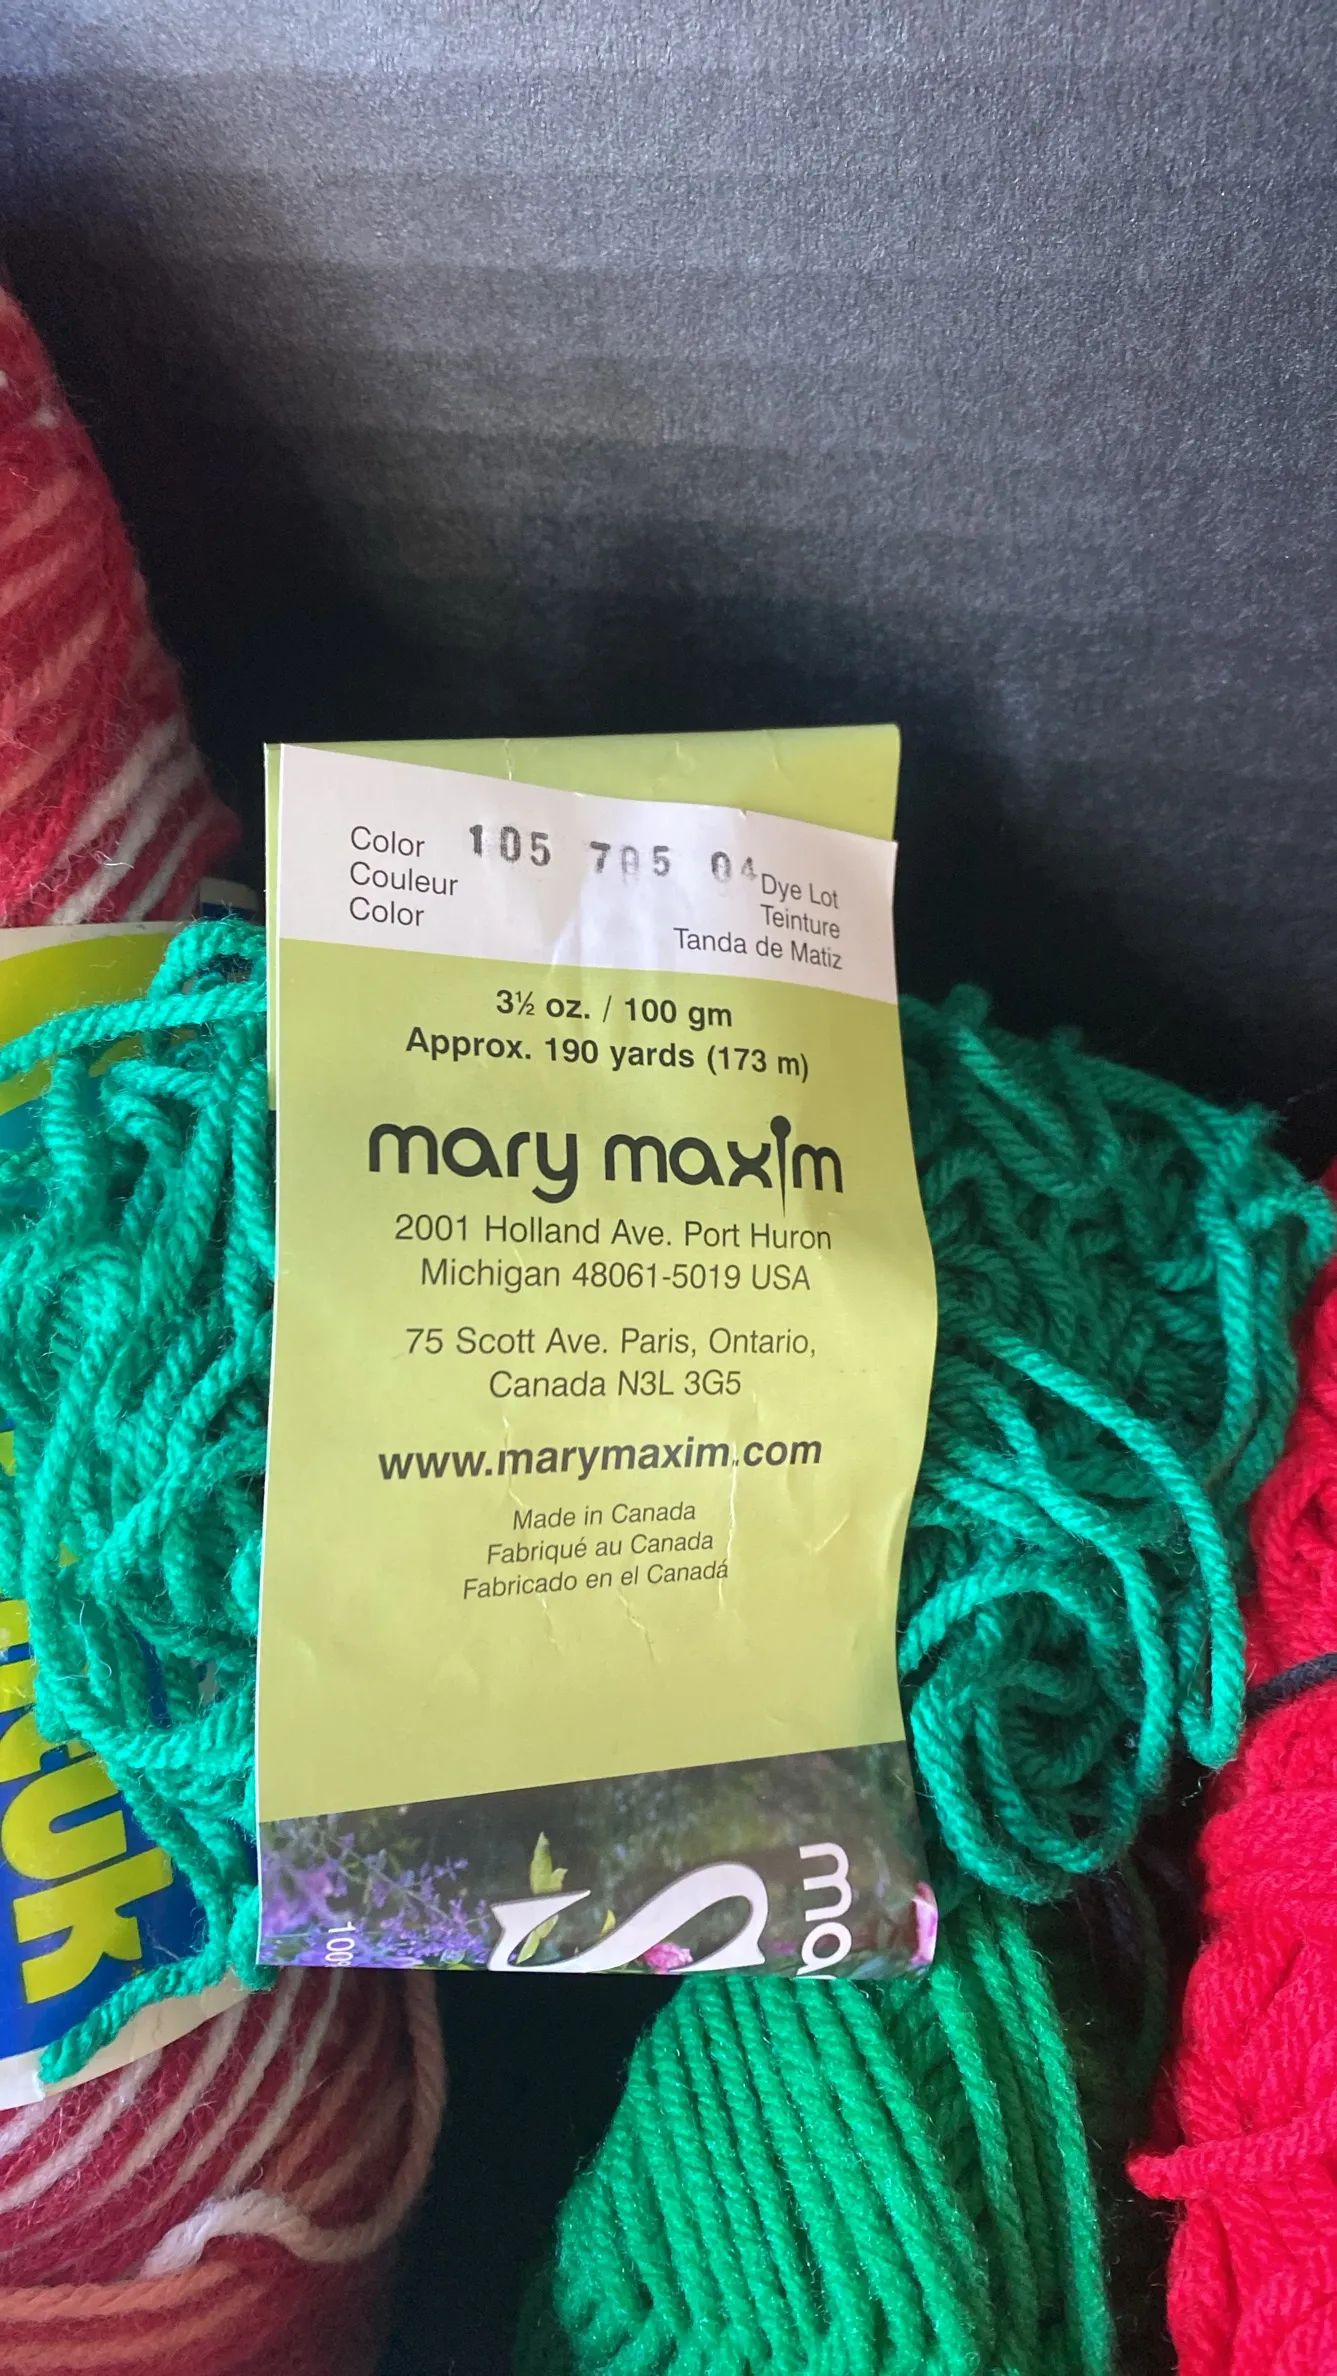 Color 105 705 04 Dye Lot
Couleur Teinture
Color Tanda de Matiz
3½ oz. / 100 gm
Approx. 190 yards (173 m)
mary maxim
2001 Holland Ave. Port Huron
Michigan 48061-5019 USA
75 Scott Ave. Paris, Ontario,
Canada N3L 3G5
www.marymaxim.com
Made in Canada
Fabriqué au Canada
Fabricado en el Canadá